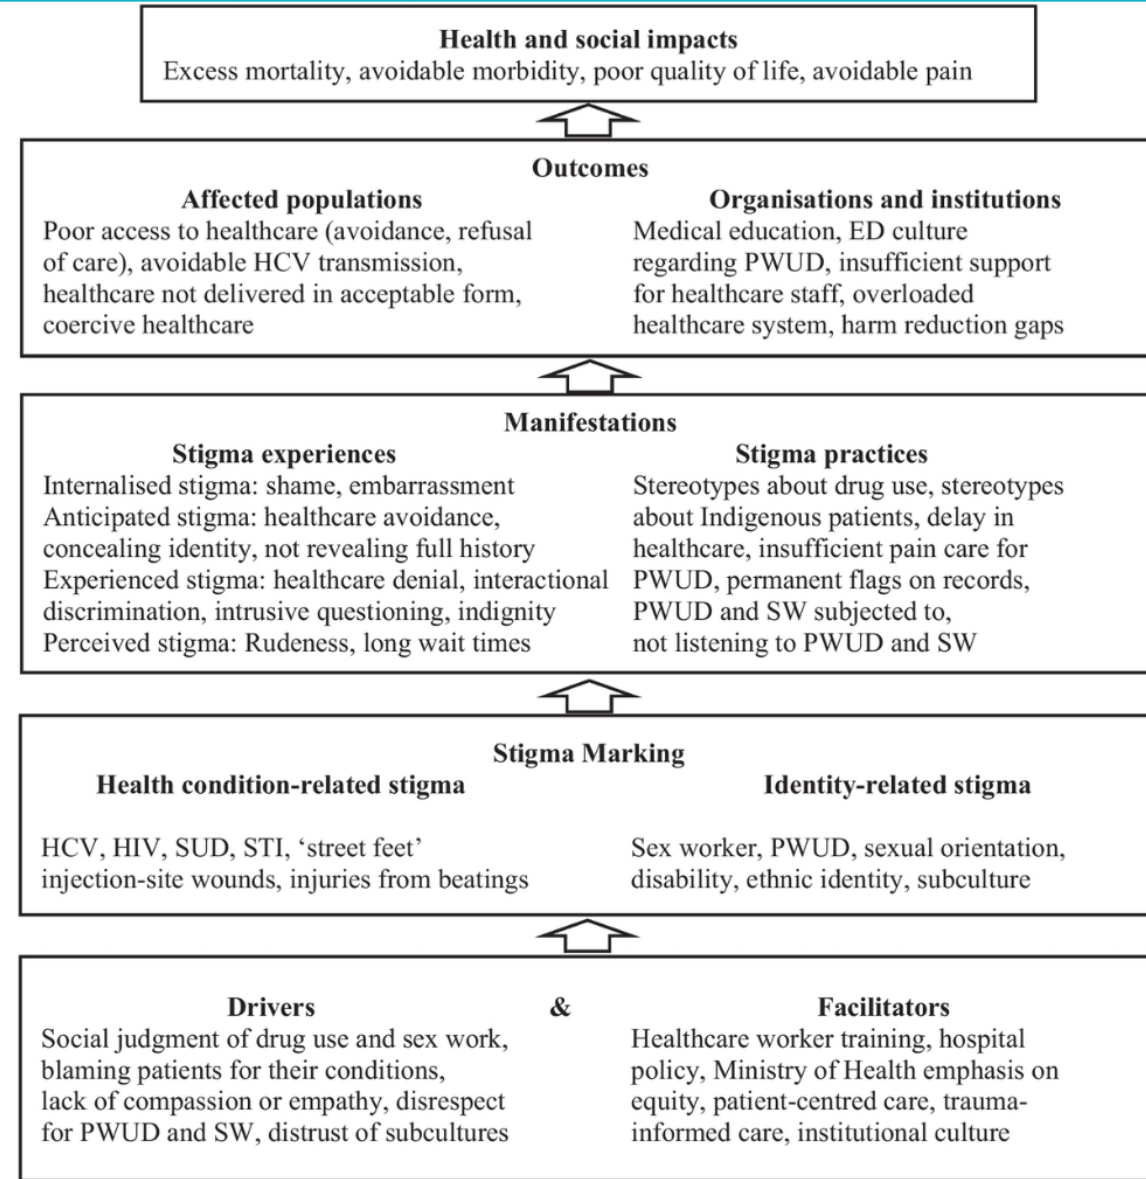 Health and social impacts
Excess mortality, avoidable morbidity, poor quality of life, avoidable pain
Outcomes
Affected populations
Poor access to healthcare (avoidance, refusal
of care), avoidable HCV transmission,
healthcare not delivered in acceptable form,
coercive healthcare
Organisations and institutions
Medical education, ED culture
regarding PWUD, insufficient support
for healthcare staff, overloaded
healthcare system, harm reduction gaps
Manifestations
Stigma experiences
Internalised stigma: shame, embarrassment
Anticipated stigma: healthcare avoidance,
concealing identity, not revealing full history
Experienced stigma: healthcare denial, interactional
discrimination, intrusive questioning, indignity
Perceived stigma: Rudeness, long wait times
Stigma practices
Stereotypes about drug use, stereotypes
about Indigenous patients, delay in
healthcare, insufficient pain care for
PWUD, permanent flags on records,
PWUD and SW subjected to,
not listening to PWUD and SW
Stigma Marking
Health condition-related stigma
HCV, HIV, SUD, STI, ‘street feet’
injection-site wounds, injuries from beatings
Identity-related stigma
Sex worker, PWUD, sexual orientation,
disability, ethnic identity, subculture
Drivers
Social judgment of drug use and sex work,
blaming patients for their conditions,
lack of compassion or empathy, disrespect
for PWUD and SW, distrust of subcultures
&
Facilitators
Healthcare worker training, hospital
policy, Ministry of Health emphasis on
equity, patient-centred care, trauma-
informed care, institutional culture